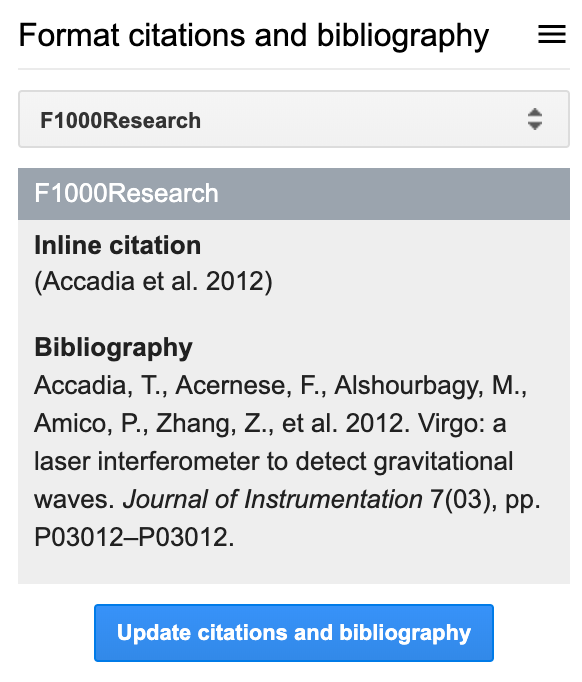 Format citations and bibliography
F1000Research
F1000Research
Inline citation
(Accadia et al. 2012)
Bibliography
Accadia, T., Acernese, F., Alshourbagy, M.,
Amico, P., Zhang, Z., et al. 2012. Virgo: a
laser interferometer to detect gravitational
waves. Journal of Instrumentation 7(03), pp.
P03012–P03012.
Update citations and bibliography